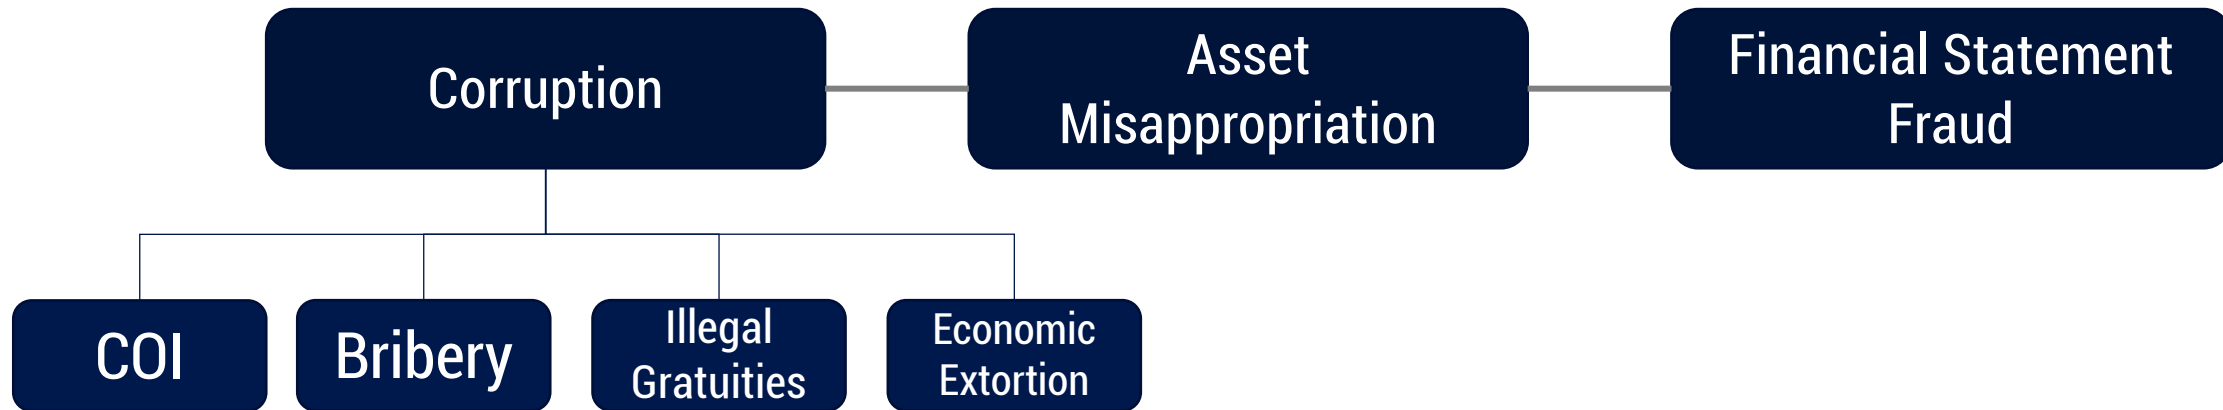 Corruption
Asset
Misappropriation
Financial Statement
Fraud
COI
Bribery
Illegal
Gratuities
Economic
Extortion